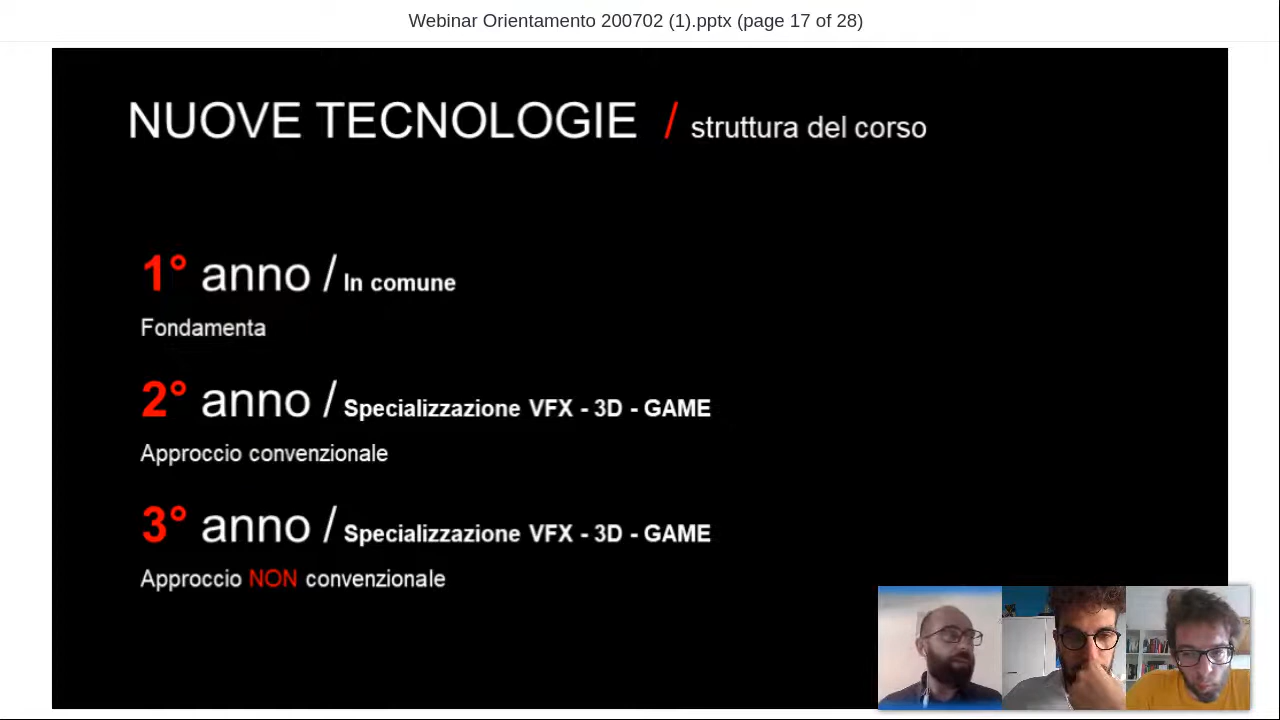 Webinar Orientamento 200702 (1).pptx (page 17 of 28)
NUOVE TECNOLOGIE / struttura del corso
1° anno / In comune
Fondamenta
2° anno / Specializzazione VFX - 3D - GAME
Approccio convenzionale
3° anno / Specializzazione VFX - 3D - GAME
Approccio NON convenzionale